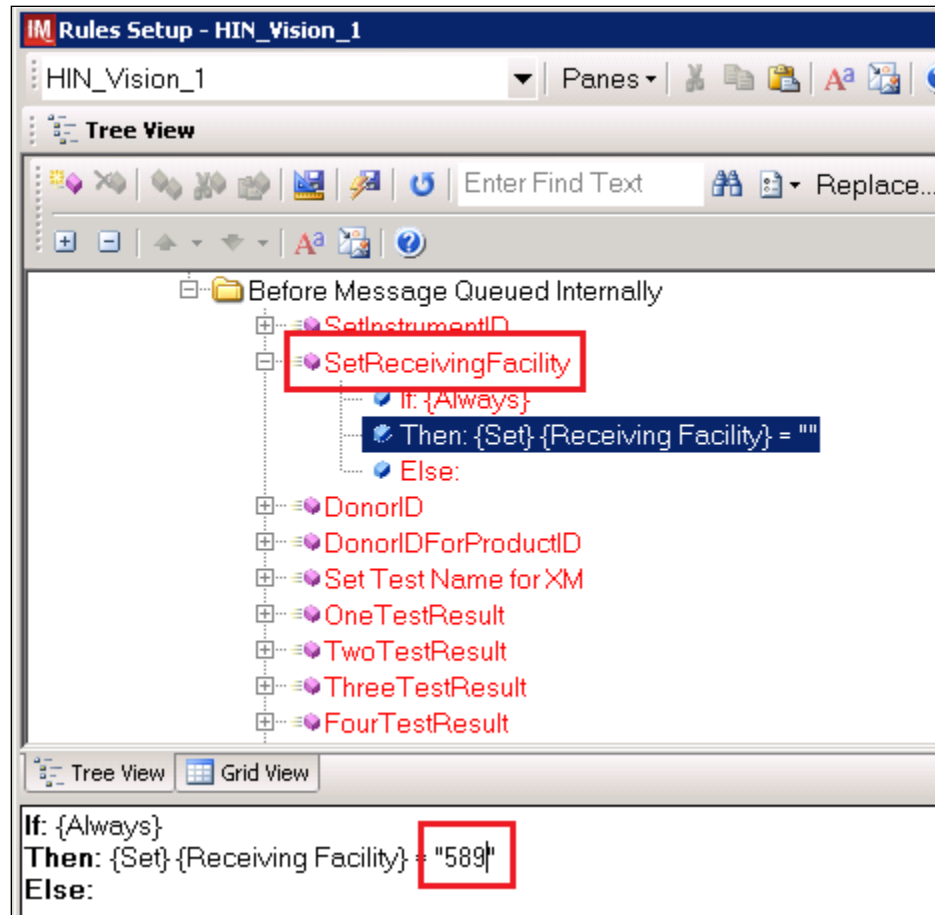 IM Rules Setup - HIN_Vision_1
HIN_Vision_1 Panes
Tree View
Enter Find Text Replace...
Before Message Queued Internally
SetInstrumentID
SetReceivingFacility
If: {Always}
Then: {Set} {Receiving Facility} = ""
Else:
DonorID
DonorIDForProductID
Set Test Name for XM
OneTestResult
TwoTestResult
ThreeTestResult
FourTestResult
Tree View Grid View
If: {Always}
Then: {Set} {Receiving Facility} = "589"
Else: